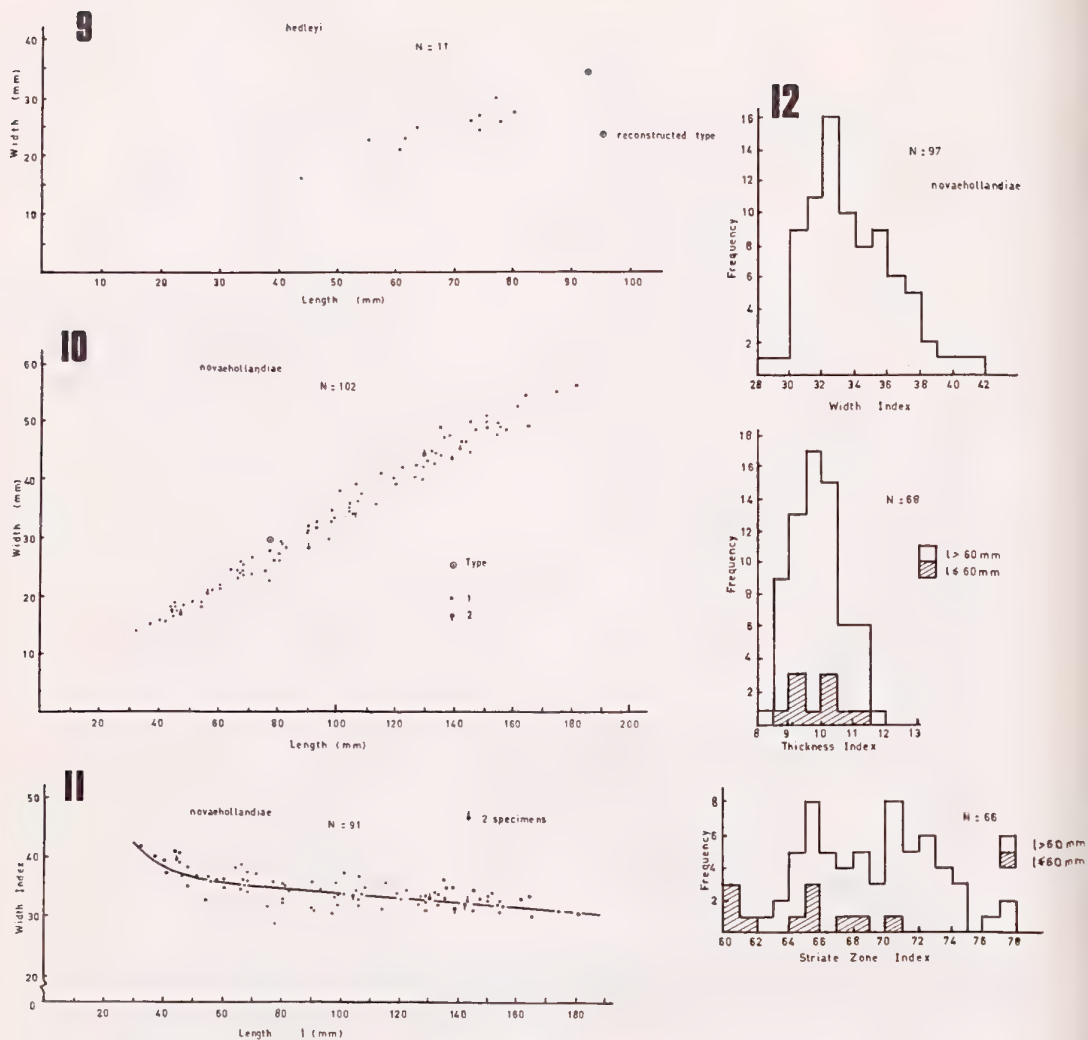 9
hedleyi
N = 11
reconstructed type
Width (mm)
40
30
20
10
10 20 30 40 50 60 70 80 90 100
Length (mm)
10
novaehollandiae
N = 102
Type
1
2
Width (mm)
60
50
40
30
20
10
20 40 60 80 100 120 140 160 180 200
Length (mm)
11
novaehollandiae
N = 91
2 specimens
Width Index
50
40
30
20
0
20 40 60 80 100 120 140 160 180
Length l (mm)
12
N = 97
novaehollandiae
Frequency
16
14
12
10
8
6
4
2
28 30 32 34 36 38 40 42
Width Index
N = 68
l > 60 mm
l ≤ 60 mm
Frequency
18
16
14
12
10
8
6
4
2
8 9 10 11 12 13
Thickness Index
N = 66
l > 60 mm
l ≤ 60 mm
Frequency
8
6
4
2
60 62 64 66 68 70 72 74 76 78
Striate Zone Index